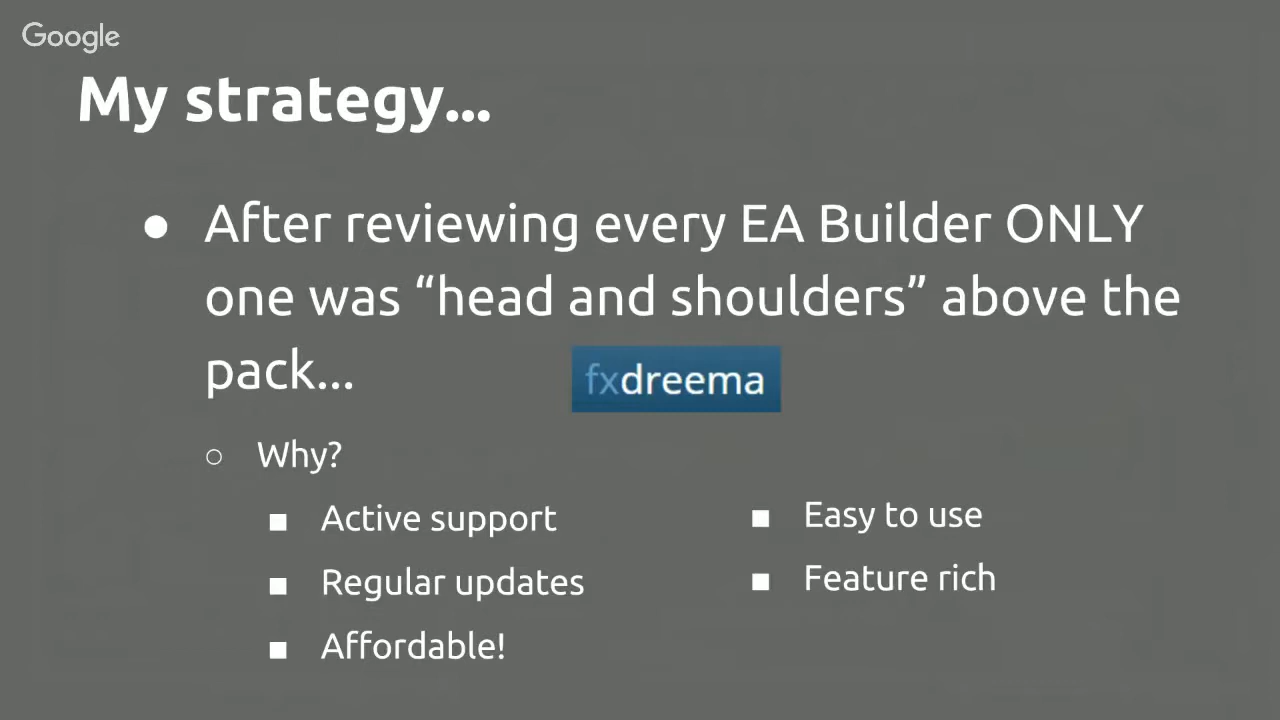 Google
My strategy...
● After reviewing every EA Builder ONLY
one was “head and shoulders” above the
pack...
fxdreema
○ Why?
■ Active support
■ Regular updates
■ Affordable!
■ Easy to use
■ Feature rich